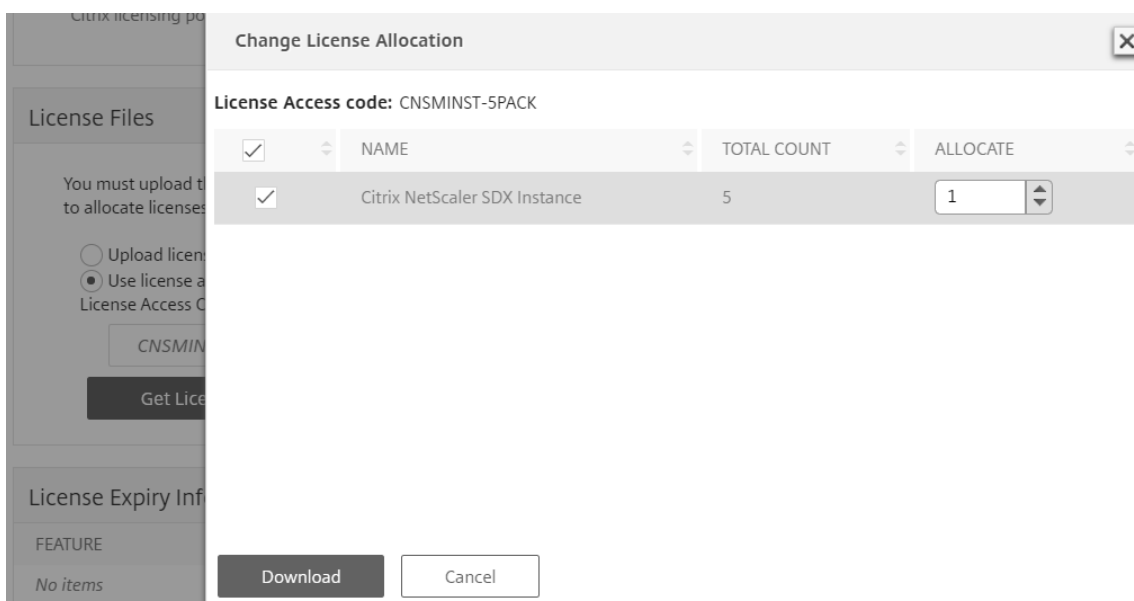 Citrix licensing po
Change License Allocation
License Access code: CNSMINST-5PACK
NAME TOTAL COUNT ALLOCATE
Citrix NetScaler SDX Instance 5 1
License Files
You must upload t
to allocate licenses
Upload licen
Use license a
License Access C
CNSMIN
Get Lice
License Expiry Inf
FEATURE
No items
Download Cancel